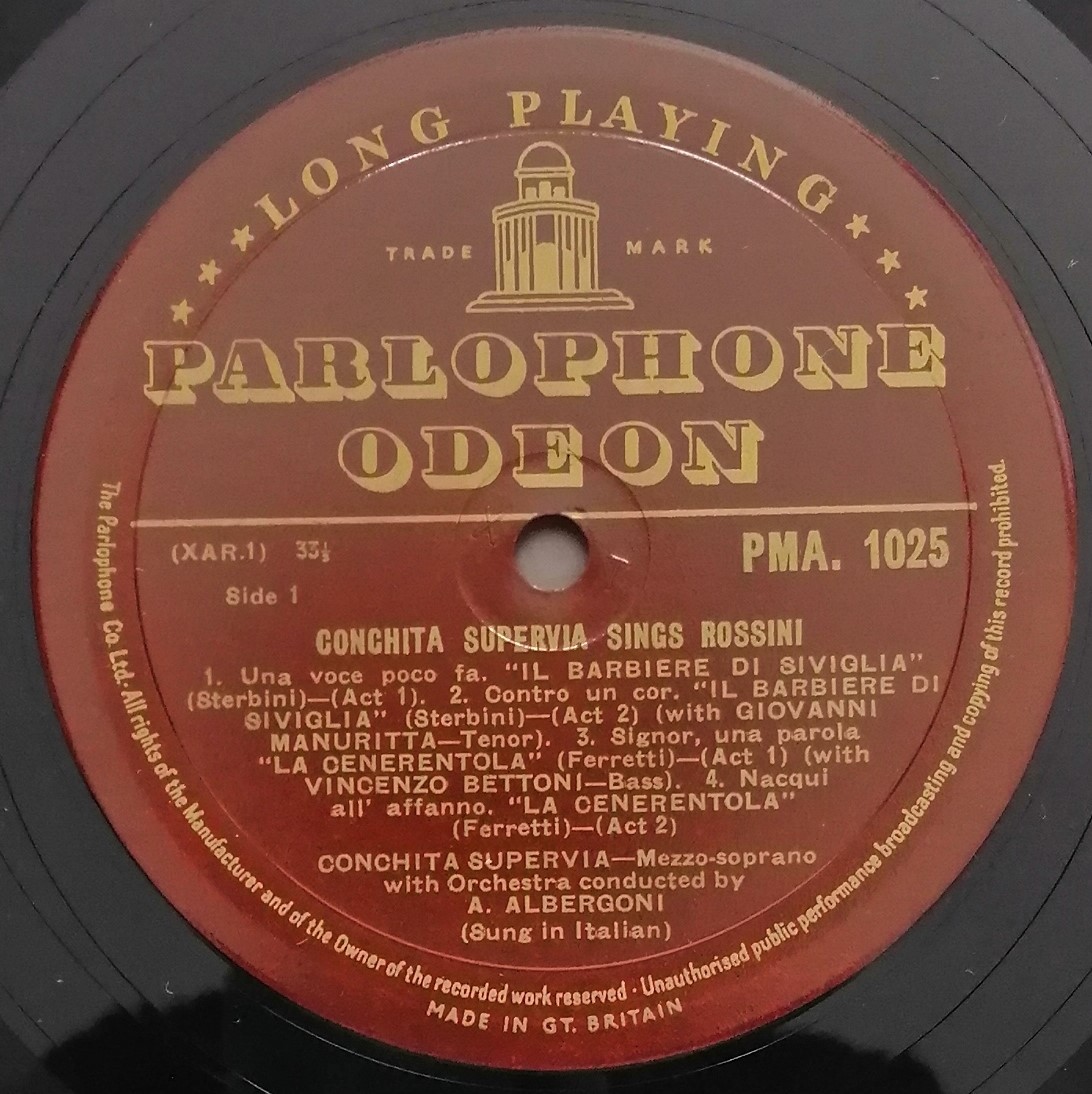 LONG PLAYING
TRADE MARK
PARLOPHONE
ODEON
(XAR.1) 33⅓
PMA. 1025
Side 1
CONCHITA SUPERVIA SINGS ROSSINI
1. Una voce poco fa. "IL BARBIERE DI SIVIGLIA"
(Sterbini)—(Act 1). 2. Contro un cor. "IL BARBIERE DI
SIVIGLIA" (Sterbini)—(Act 2) (with GIOVANNI
MANURITTA—Tenor). 3. Signor, una parola
"LA CENERENTOLA" (Ferretti)—(Act 1) (with
VINCENZO BETTONI—Bass). 4. Nacqui
all' affanno. "LA CENERENTOLA"
(Ferretti)—(Act 2)
CONCHITA SUPERVIA—Mezzo-soprano
with Orchestra conducted by
A. ALBERGONI
(Sung in Italian)
The Parlophone Co. Ltd. All rights of the Manufacturer and of the Owner of the recorded work reserved · Unauthorised public performance broadcasting and copying of this record prohibited.
MADE IN GT. BRITAIN